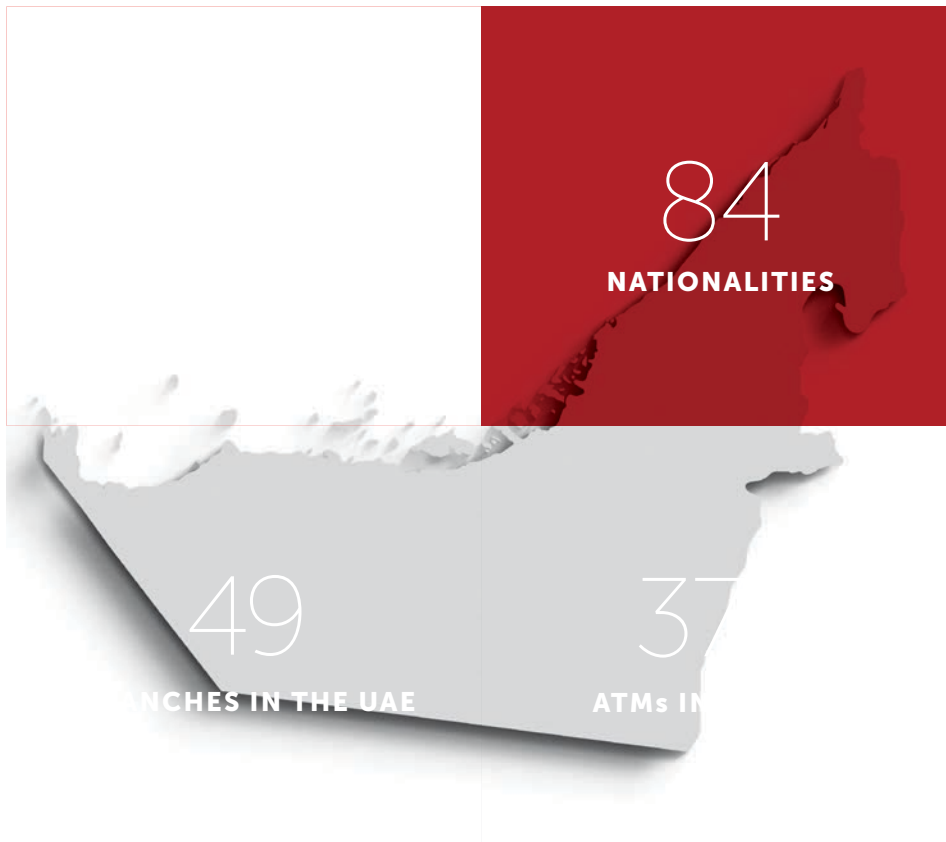 84
NATIONALITIES
49
ANCHES IN THE UAE
37
ATMs IN